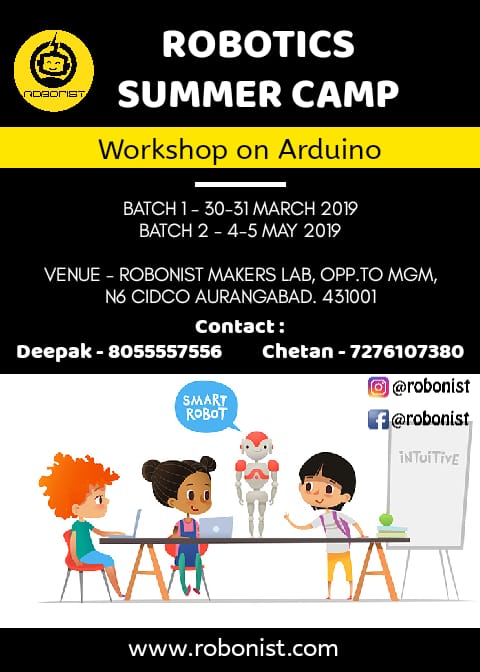 ROBONIST
ROBOTICS
SUMMER CAMP
Workshop on Arduino
BATCH 1 - 30-31 MARCH 2019
BATCH 2 - 4-5 MAY 2019
VENUE - ROBONIST MAKERS LAB, OPP.TO MGM,
N6 CIDCO AURANGABAD. 431001
Contact :
Deepak - 8055557556 Chetan - 7276107380
@robonist
@robonist
SMART
ROBOT
INTUITIVE
www.robonist.com